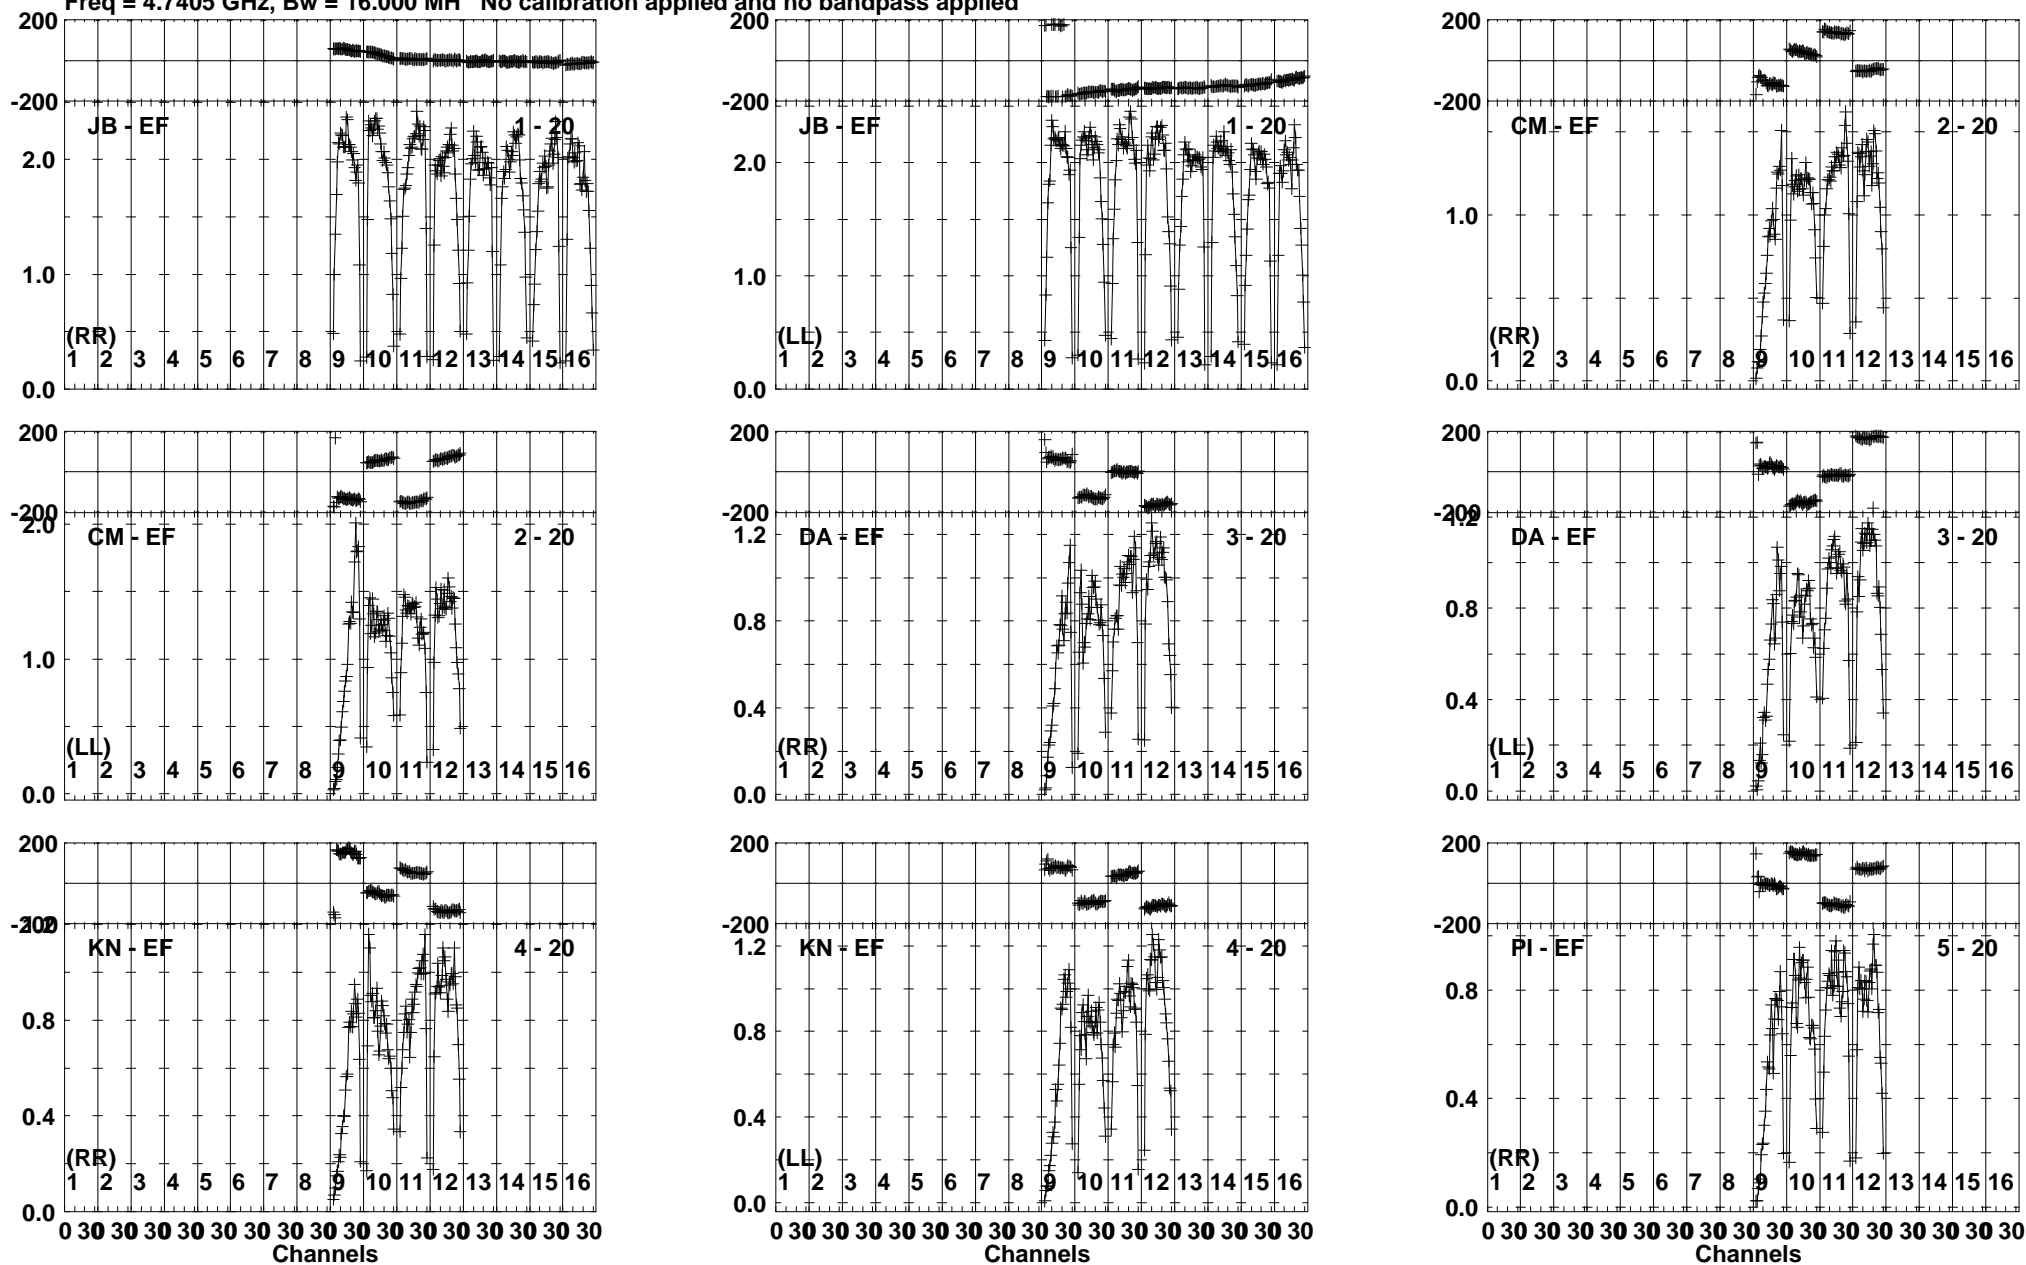 Freq = 4.7405 GHz, Bw = 16.000 MH No calibration applied and no bandpass applied
200 200 200
-200 -200 -200
JB - EF 1 - 20 JB - EF 1 - 20 CM - EF 2 - 20
2.0 2.0
1.0 1.0 1.0
(RR) (LL) (RR)
1 2 3 4 5 6 7 8 9 10 11 12 13 14 15 16 1 2 3 4 5 6 7 8 9 10 11 12 13 14 15 16 1 2 3 4 5 6 7 8 9 10 11 12 13 14 15 16
0.0 0.0 0.0
200 200 200
-200 -200 -200
2.0 1.2
CM - EF 2 - 20 DA - EF 3 - 20 DA - EF 3 - 20
1.2
1.0 0.8 0.8
0.4 0.4
(LL) (RR) (LL)
1 2 3 4 5 6 7 8 9 10 11 12 13 14 15 16 1 2 3 4 5 6 7 8 9 10 11 12 13 14 15 16 1 2 3 4 5 6 7 8 9 10 11 12 13 14 15 16
0.0 0.0 0.0
200 200 200
-200 -200 -200
1.2
KN - EF 4 - 20 KN - EF 4 - 20 PI - EF 5 - 20
1.2
0.8 0.8 0.8
0.4 0.4 0.4
(RR) (LL) (RR)
1 2 3 4 5 6 7 8 9 10 11 12 13 14 15 16 1 2 3 4 5 6 7 8 9 10 11 12 13 14 15 16 1 2 3 4 5 6 7 8 9 10 11 12 13 14 15 16
0.0 0.0 0.0
0 30 30 30 30 30 30 30 30 30 30 30 30 30 30 30 30 0 30 30 30 30 30 30 30 30 30 30 30 30 30 30 30 30 0 30 30 30 30 30 30 30 30 30 30 30 30 30 30 30 30
Channels Channels Channels